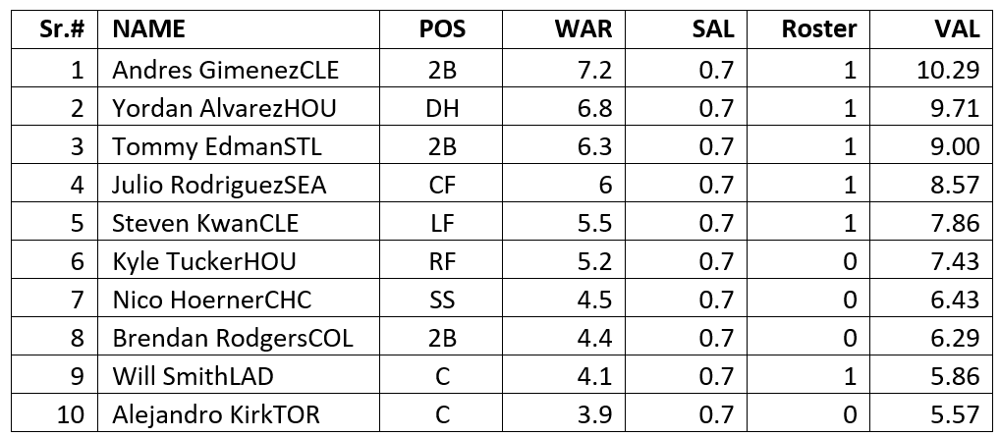 Sr.# NAME POS WAR SAL Roster VAL
1 Andres GimenezCLE 2B 7.2 0.7 1 10.29
2 Yordan AlvarezHOU DH 6.8 0.7 1 9.71
3 Tommy EdmanSTL 2B 6.3 0.7 1 9.00
4 Julio RodriguezSEA CF 6 0.7 1 8.57
5 Steven KwanCLE LF 5.5 0.7 1 7.86
6 Kyle TuckerHOU RF 5.2 0.7 0 7.43
7 Nico HoernerCHC SS 4.5 0.7 0 6.43
8 Brendan RodgersCOL 2B 4.4 0.7 0 6.29
9 Will SmithLAD C 4.1 0.7 1 5.86
10 Alejandro KirkTOR C 3.9 0.7 0 5.57